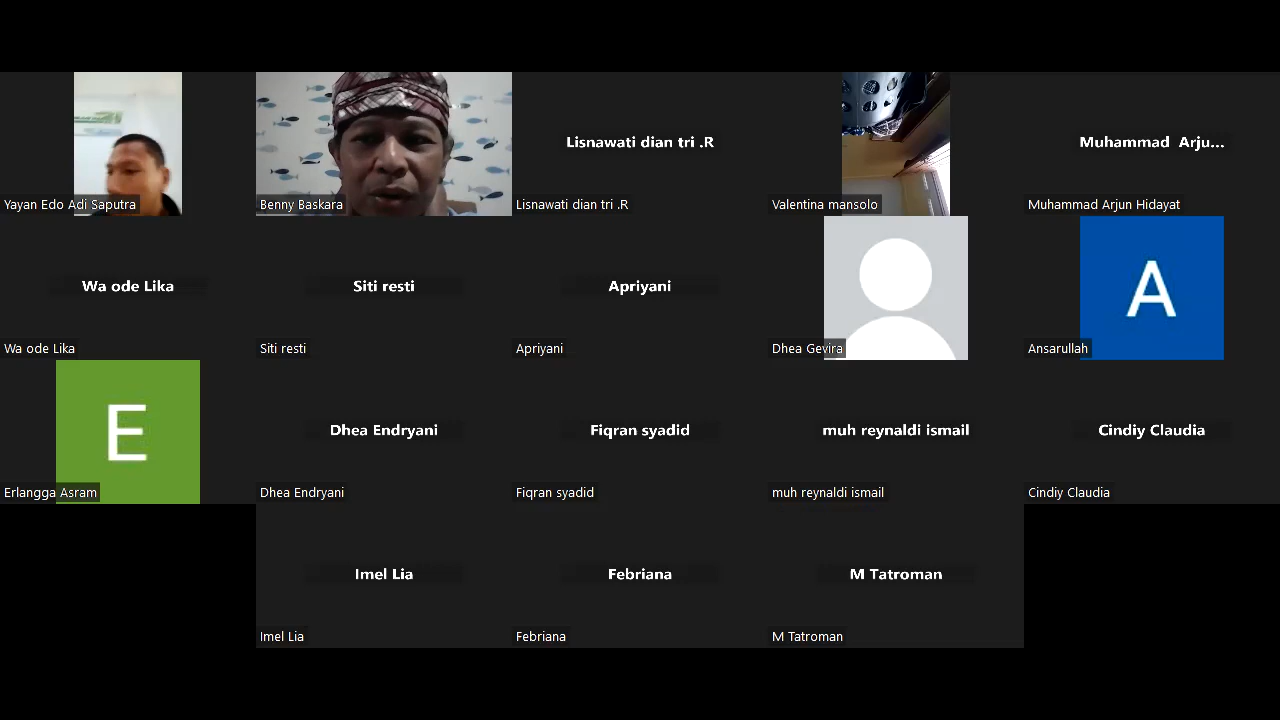 Yayan Edo Adi Saputra
Benny Baskara
Lisnawati dian tri .R
Lisnawati dian tri .R
Valentina mansolo
Muhammad Arju...
Muhammad Arjun Hidayat
Wa ode Lika
Wa ode Lika
Siti resti
Siti resti
Apriyani
Apriyani
Dhea Gevira
A
Ansarullah
E
Erlangga Asram
Dhea Endryani
Dhea Endryani
Fiqran syadid
Fiqran syadid
muh reynaldi ismail
muh reynaldi ismail
Cindiy Claudia
Cindiy Claudia
Imel Lia
Imel Lia
Febriana
Febriana
M Tatroman
M Tatroman